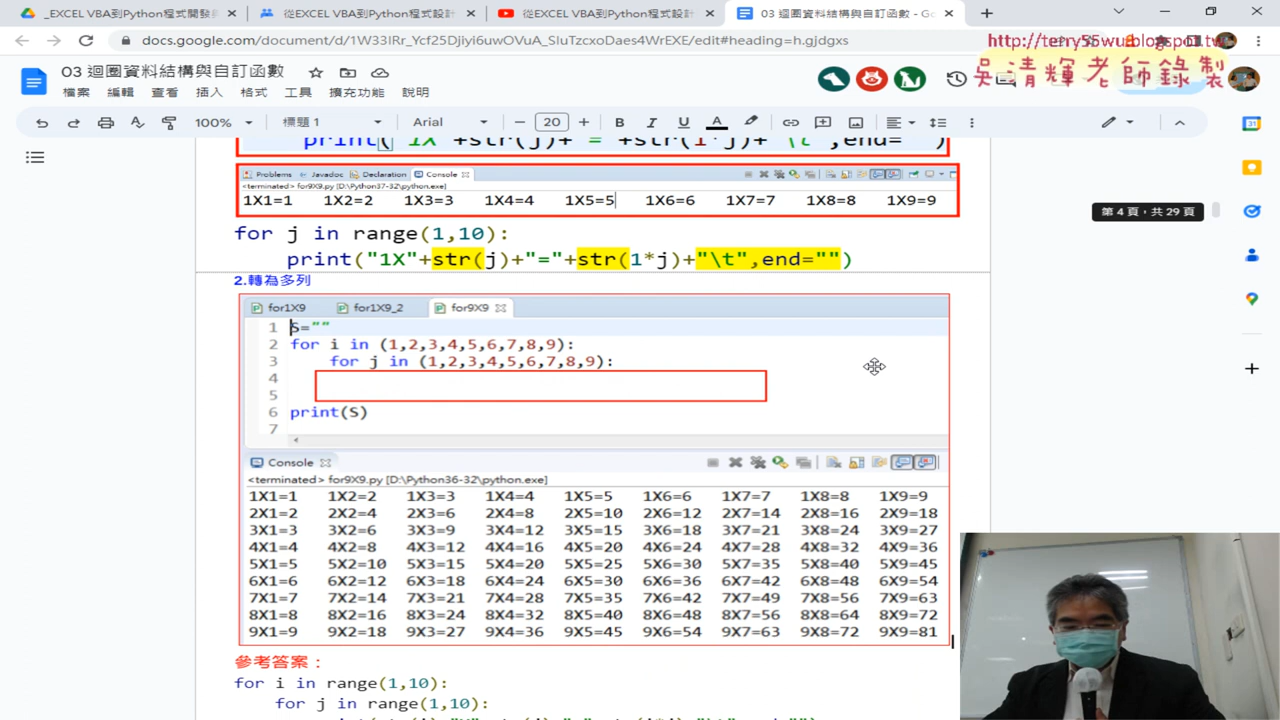 _EXCEL VBA到Python程式開發與
從EXCEL VBA到Python程式設計
從EXCEL VBA到Python程式設計
03 迴圈資料結構與自訂函數 - Go
docs.google.com/document/d/1W33IRr_Ycf25Djiyi6uwOVuA_SIuTzcxoDaes4WrEXE/edit#heading=h.gjdgxs
http://terry55wu.blogspot.tw
吳清輝老師錄製
03 迴圈資料結構與自訂函數
檔案 編輯 查看 插入 格式 工具 擴充功能 說明
100% 標題 1 Arial 20 B I U A
print("1X"+str(j)+"="+str(1*j)+"\t",end="")
Problems Javadoc Declaration Console
<terminated> for9X9.py [D:\Python37-32\python.exe]
1X1=1 1X2=2 1X3=3 1X4=4 1X5=5 1X6=6 1X7=7 1X8=8 1X9=9
第 4 頁，共 29 頁
for j in range(1,10):
print("1X"+str(j)+"="+str(1*j)+"\t",end="")
2.轉為多列
for1X9 for1X9_2 for9X9
1 S=""
2 for i in (1,2,3,4,5,6,7,8,9):
3 for j in (1,2,3,4,5,6,7,8,9):
4
5
6 print(S)
7
Console
<terminated> for9X9.py [D:\Python36-32\python.exe]
1X1=1 1X2=2 1X3=3 1X4=4 1X5=5 1X6=6 1X7=7 1X8=8 1X9=9
2X1=2 2X2=4 2X3=6 2X4=8 2X5=10 2X6=12 2X7=14 2X8=16 2X9=18
3X1=3 3X2=6 3X3=9 3X4=12 3X5=15 3X6=18 3X7=21 3X8=24 3X9=27
4X1=4 4X2=8 4X3=12 4X4=16 4X5=20 4X6=24 4X7=28 4X8=32 4X9=36
5X1=5 5X2=10 5X3=15 5X4=20 5X5=25 5X6=30 5X7=35 5X8=40 5X9=45
6X1=6 6X2=12 6X3=18 6X4=24 6X5=30 6X6=36 6X7=42 6X8=48 6X9=54
7X1=7 7X2=14 7X3=21 7X4=28 7X5=35 7X6=42 7X7=49 7X8=56 7X9=63
8X1=8 8X2=16 8X3=24 8X4=32 8X5=40 8X6=48 8X7=56 8X8=64 8X9=72
9X1=9 9X2=18 9X3=27 9X4=36 9X5=45 9X6=54 9X7=63 9X8=72 9X9=81
參考答案：
for i in range(1,10):
for j in range(1,10):